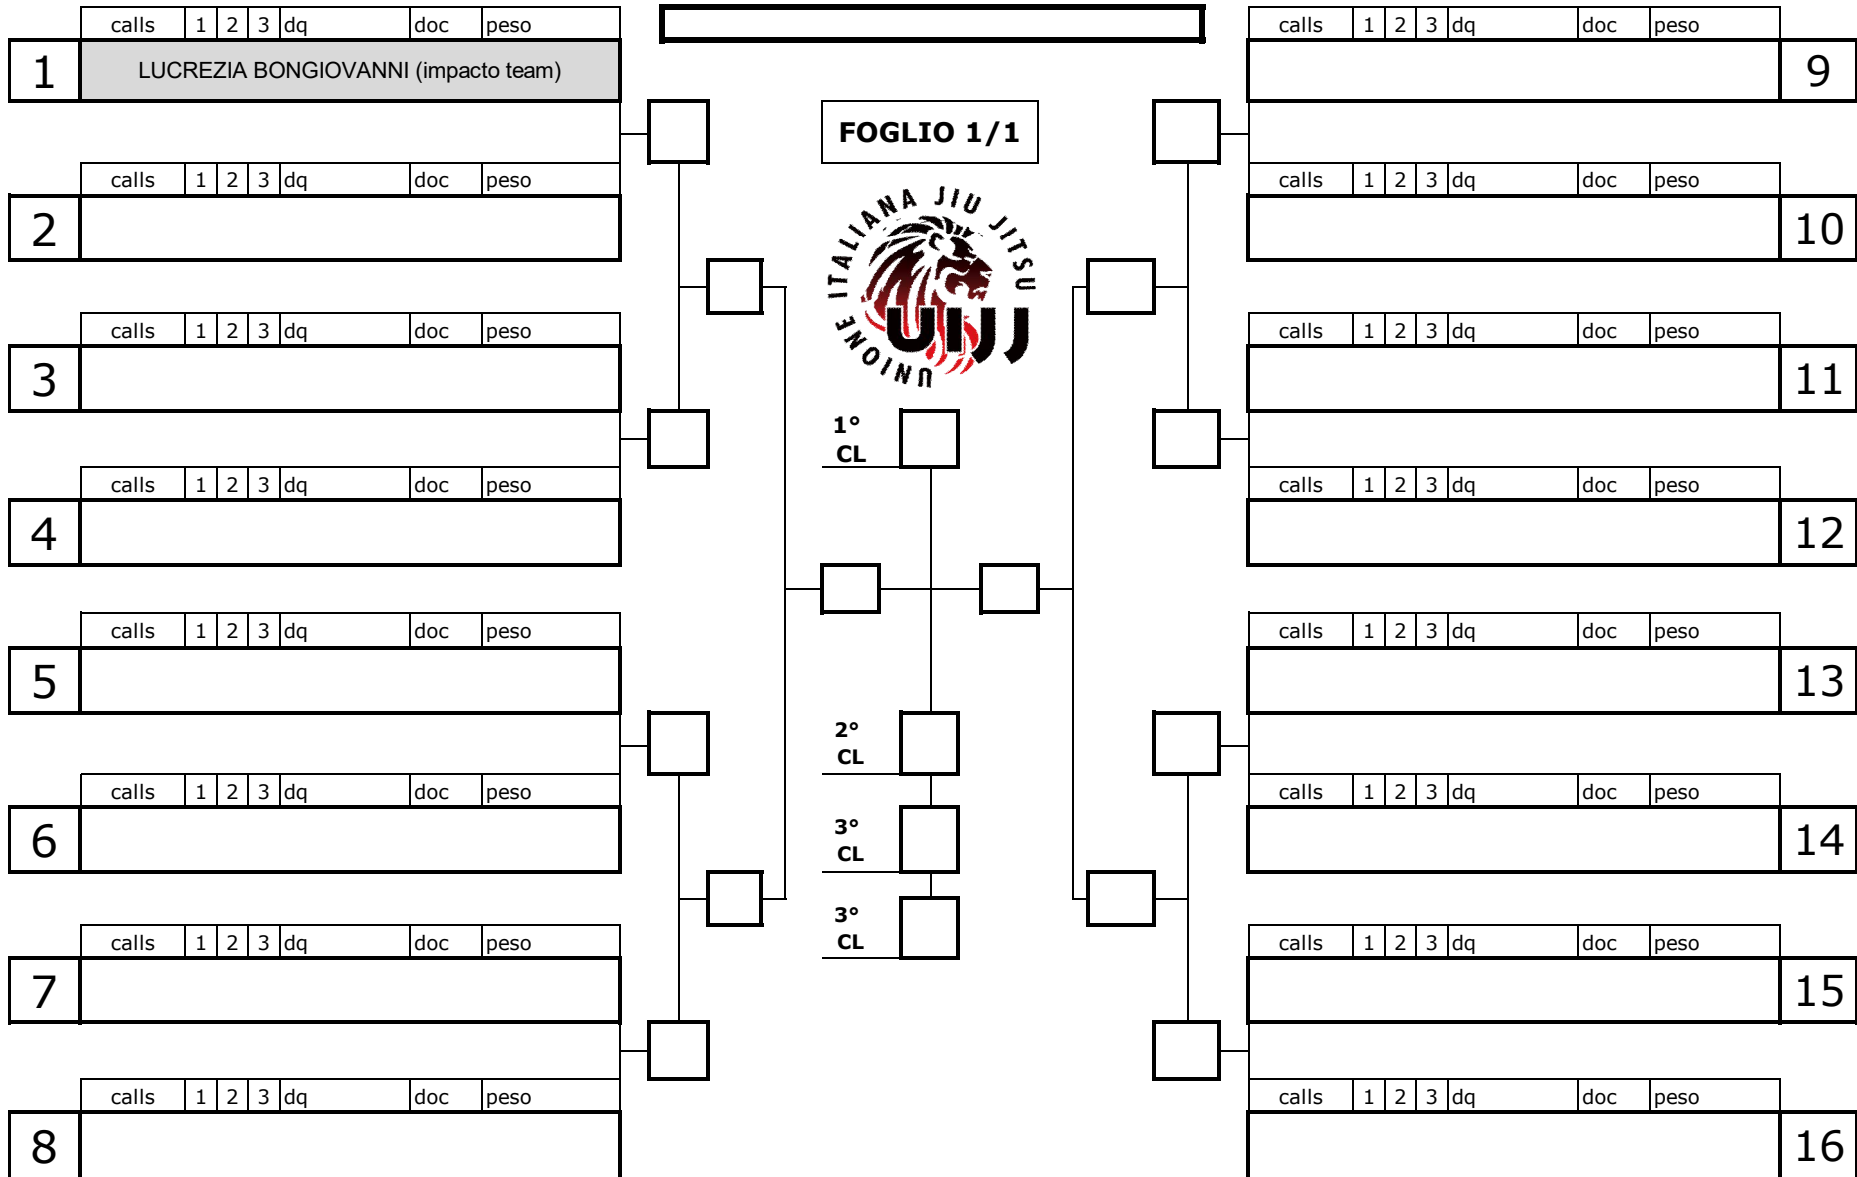 calls 1 2 3 dq doc peso
1 LUCREZIA BONGIOVANNI (impacto team)
calls 1 2 3 dq doc peso
2
calls 1 2 3 dq doc peso
3
calls 1 2 3 dq doc peso
4
calls 1 2 3 dq doc peso
5
calls 1 2 3 dq doc peso
6
calls 1 2 3 dq doc peso
7
calls 1 2 3 dq doc peso
8
FOGLIO 1/1
UNIONE ITALIANA JIU JITSU
UIJJ
1°
CL
2°
CL
3°
CL
3°
CL
calls 1 2 3 dq doc peso
9
calls 1 2 3 dq doc peso
10
calls 1 2 3 dq doc peso
11
calls 1 2 3 dq doc peso
12
calls 1 2 3 dq doc peso
13
calls 1 2 3 dq doc peso
14
calls 1 2 3 dq doc peso
15
calls 1 2 3 dq doc peso
16